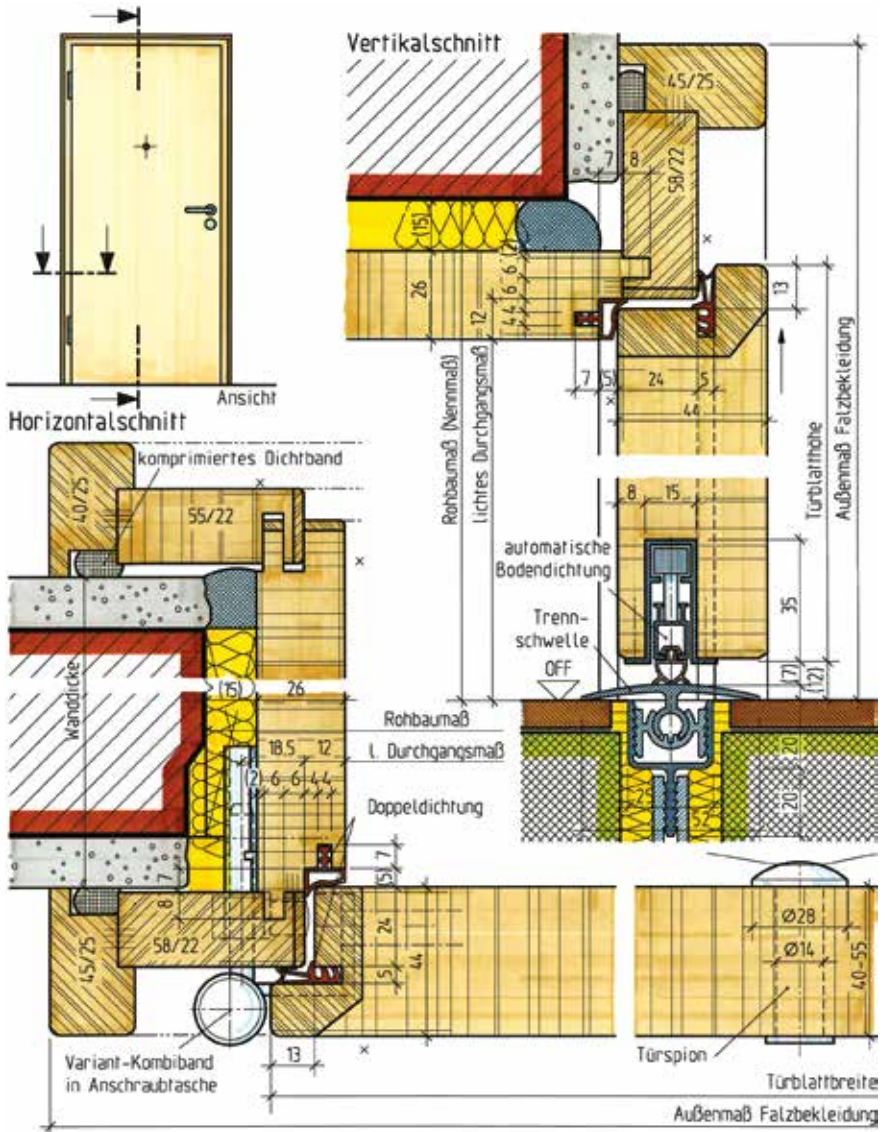 Vertikalschnitt
45/25
7
8
58/22
(15)
(2)
26
6
6
4 4
12
×
13
7
(5)
24
5
×
44
Ansicht
Rohbaumaß (Nennmaß)
lichtes Durchgangsmaß
Türblatthöhe
Außenmaß Falzbekleidung
8
15
automatische
Bodendichtung
35
Trenn-
schwelle
OFF
(7)
(12)
20
20
25
52
Horizontalschnitt
komprimiertes Dichtband
×
40/25
55/22
×
Wanddicke
(15)
26
Rohbaumaß
18.5
12
l. Durchgangsmaß
(2)
6
6
4
4
Doppeldichtung
7
7
(5)
8
24
44
58/22
45/25
5
Ø28
Ø14
40-55
Türspion
Variant-Kombiband
in Anschraubtasche
13
×
Türblattbreite
Außenmaß Falzbekleidung